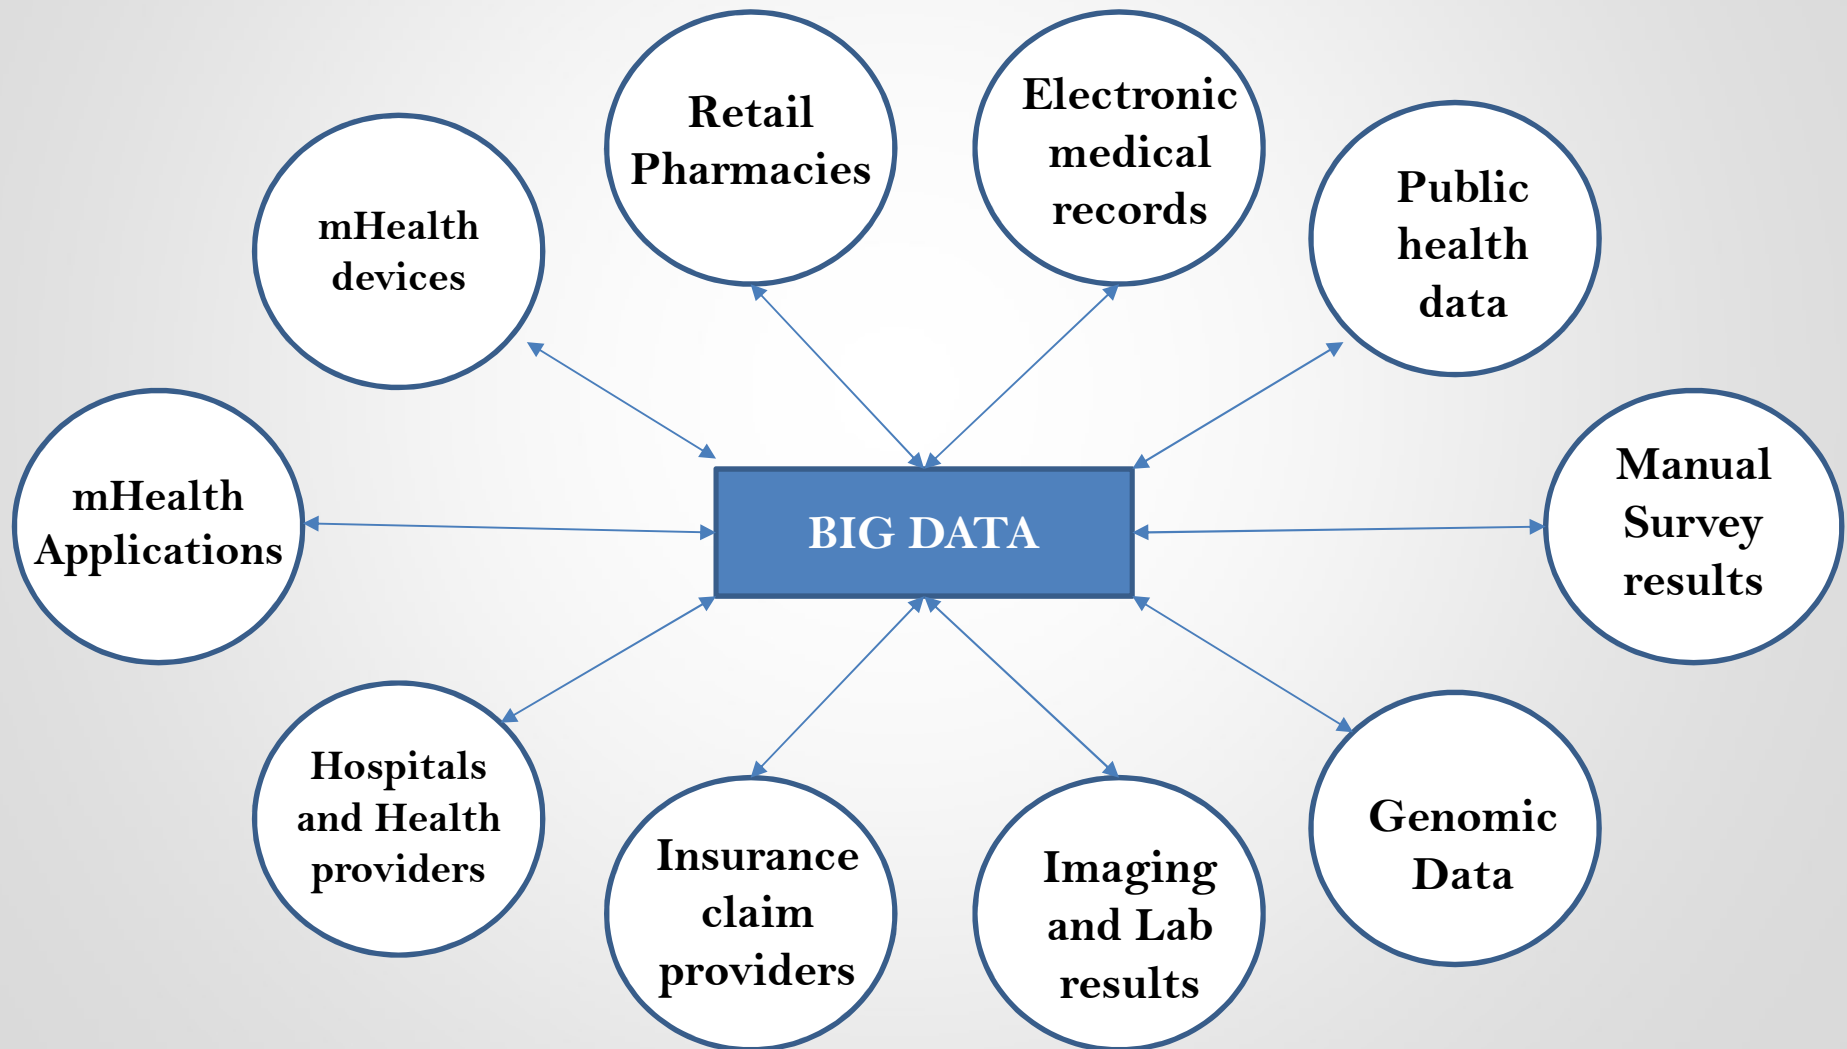 Retail
Pharmacies
Electronic
medical
records
mHealth
devices
Public
health
data
mHealth
Applications
BIG DATA
Manual
Survey
results
Hospitals
and Health
providers
Insurance
claim
providers
Imaging
and Lab
results
Genomic
Data